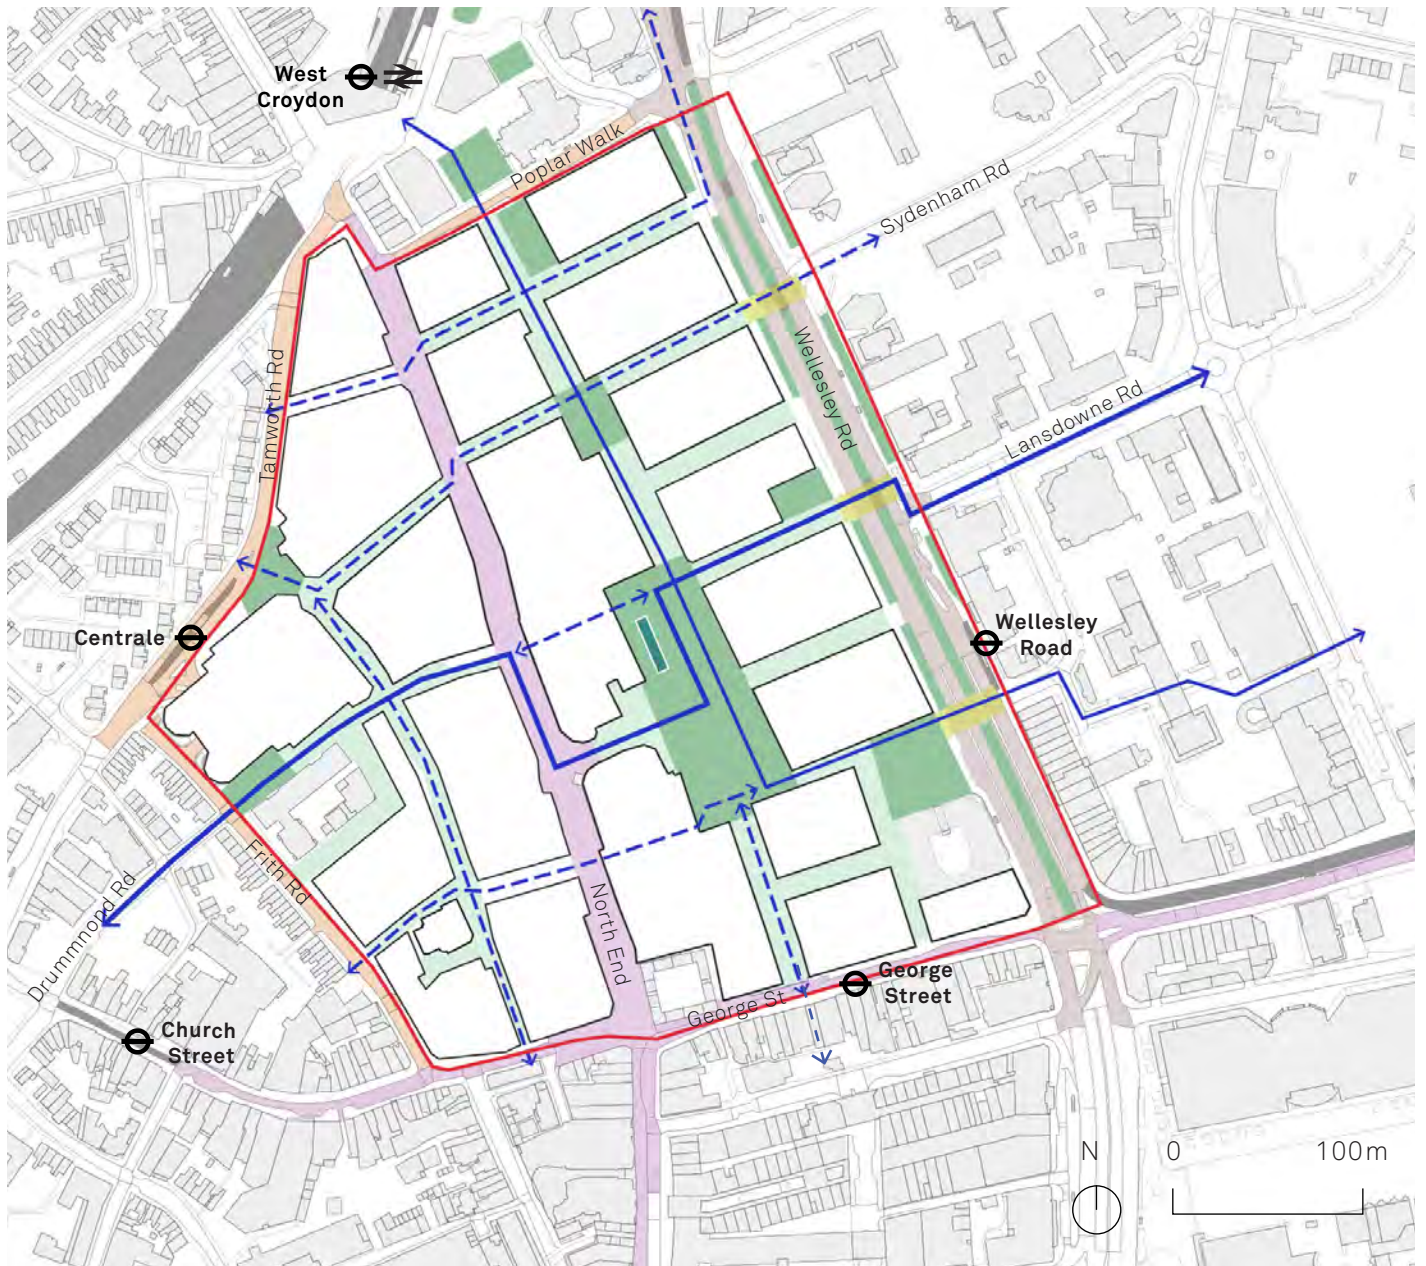 West
Croydon
Poplar Walk
Sydenham Rd
Tamworth Rd
Wellesley Rd
Lansdowne Rd
Centrale
Wellesley
Road
Frith Rd
Drummnond Rd
North End
George
Street
George St
Church
Street
N
0
100m